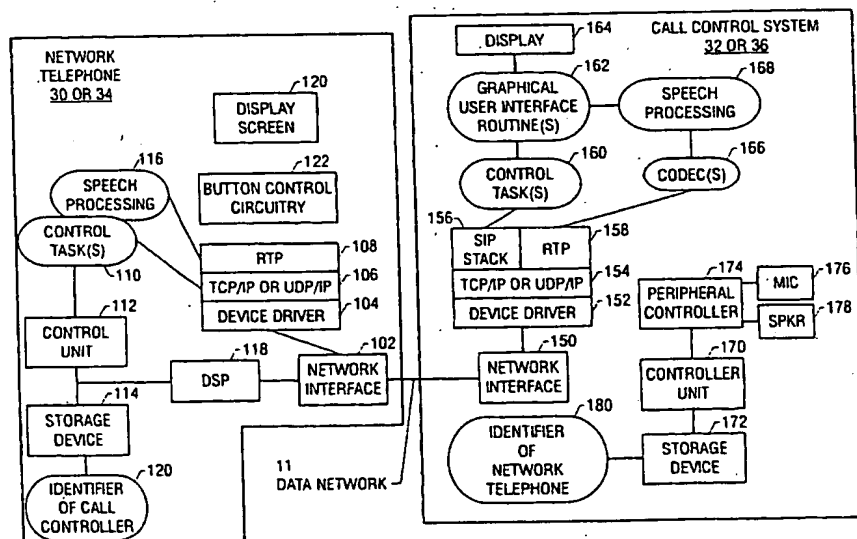 NETWORK
TELEPHONE
30 OR 34
120
DISPLAY
SCREEN
116
SPEECH
PROCESSING
122
BUTTON CONTROL
CIRCUITRY
CONTROL
TASK(S)
110
RTP
108
TCP/IP OR UDP/IP
106
DEVICE DRIVER
104
112
CONTROL
UNIT
118
DSP
102
NETWORK
INTERFACE
114
STORAGE
DEVICE
120
IDENTIFIER
OF CALL
CONTROLLER
11
DATA NETWORK
CALL CONTROL SYSTEM
32 OR 36
DISPLAY
164
162
GRAPHICAL
USER INTERFACE
ROUTINE(S)
168
SPEECH
PROCESSING
160
CONTROL
TASK(S)
166
CODEC(S)
156
SIP
STACK
RTP
158
TCP/IP OR UDP/IP
154
DEVICE DRIVER
152
174
PERIPHERAL
CONTROLLER
MIC
176
SPKR
178
150
NETWORK
INTERFACE
170
CONTROLLER
UNIT
180
IDENTIFIER
OF
NETWORK
TELEPHONE
172
STORAGE
DEVICE